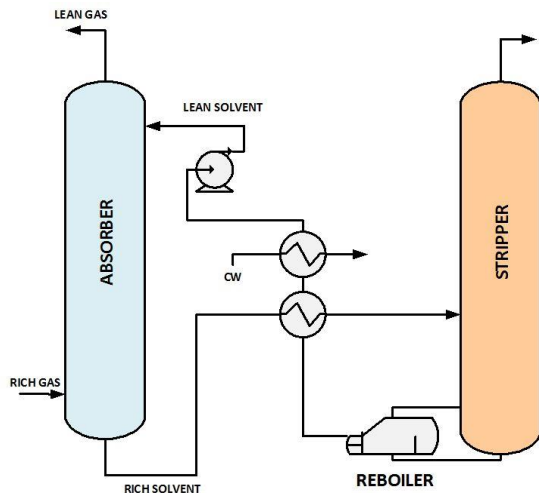 LEAN GAS
LEAN SOLVENT
ABSORBER
STRIPPER
CW
RICH GAS
REBOILER
RICH SOLVENT